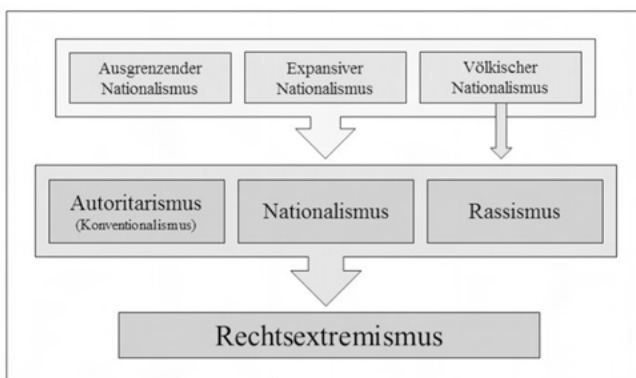 Ausgrenzender
Nationalismus
Expansiver
Nationalismus
Völkischer
Nationalismus
Autoritarismus
(Konventionalismus)
Nationalismus
Rassismus
Rechtsextremismus